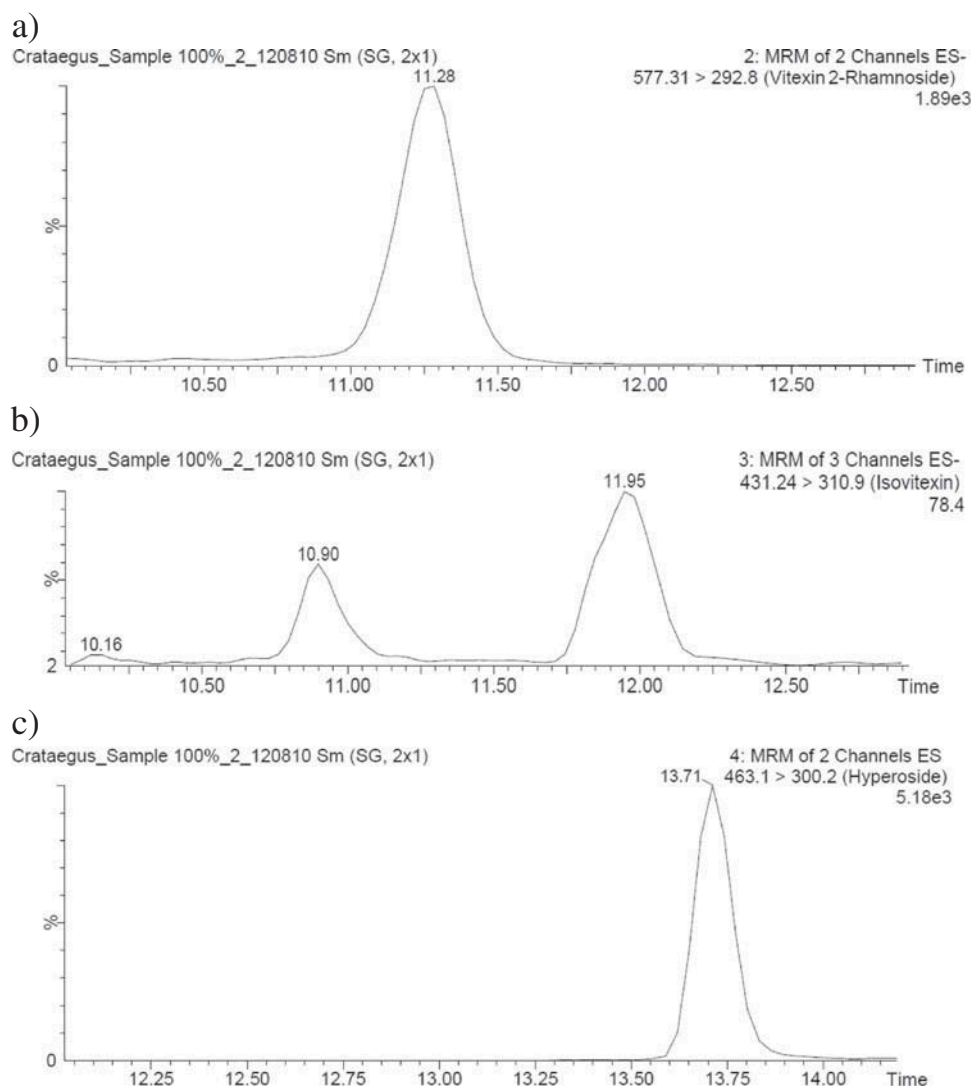 a)
Crataegus_Sample 100%_2_120810 Sm (SG, 2x1)
2: MRM of 2 Channels ES-
577.31 > 292.8 (Vitexin 2-Rhamnoside)
1.89e3
11.28
%
0
10.50 11.00 11.50 12.00 12.50 Time
b)
Crataegus_Sample 100%_2_120810 Sm (SG, 2x1)
3: MRM of 3 Channels ES-
431.24 > 310.9 (Isovitexin)
78.4
11.95
10.90
10.16
%
2
10.50 11.00 11.50 12.00 12.50 Time
c)
Crataegus_Sample 100%_2_120810 Sm (SG, 2x1)
4: MRM of 2 Channels ES
463.1 > 300.2 (Hyperoside)
5.18e3
13.71
%
0
12.25 12.50 12.75 13.00 13.25 13.50 13.75 14.00 Time